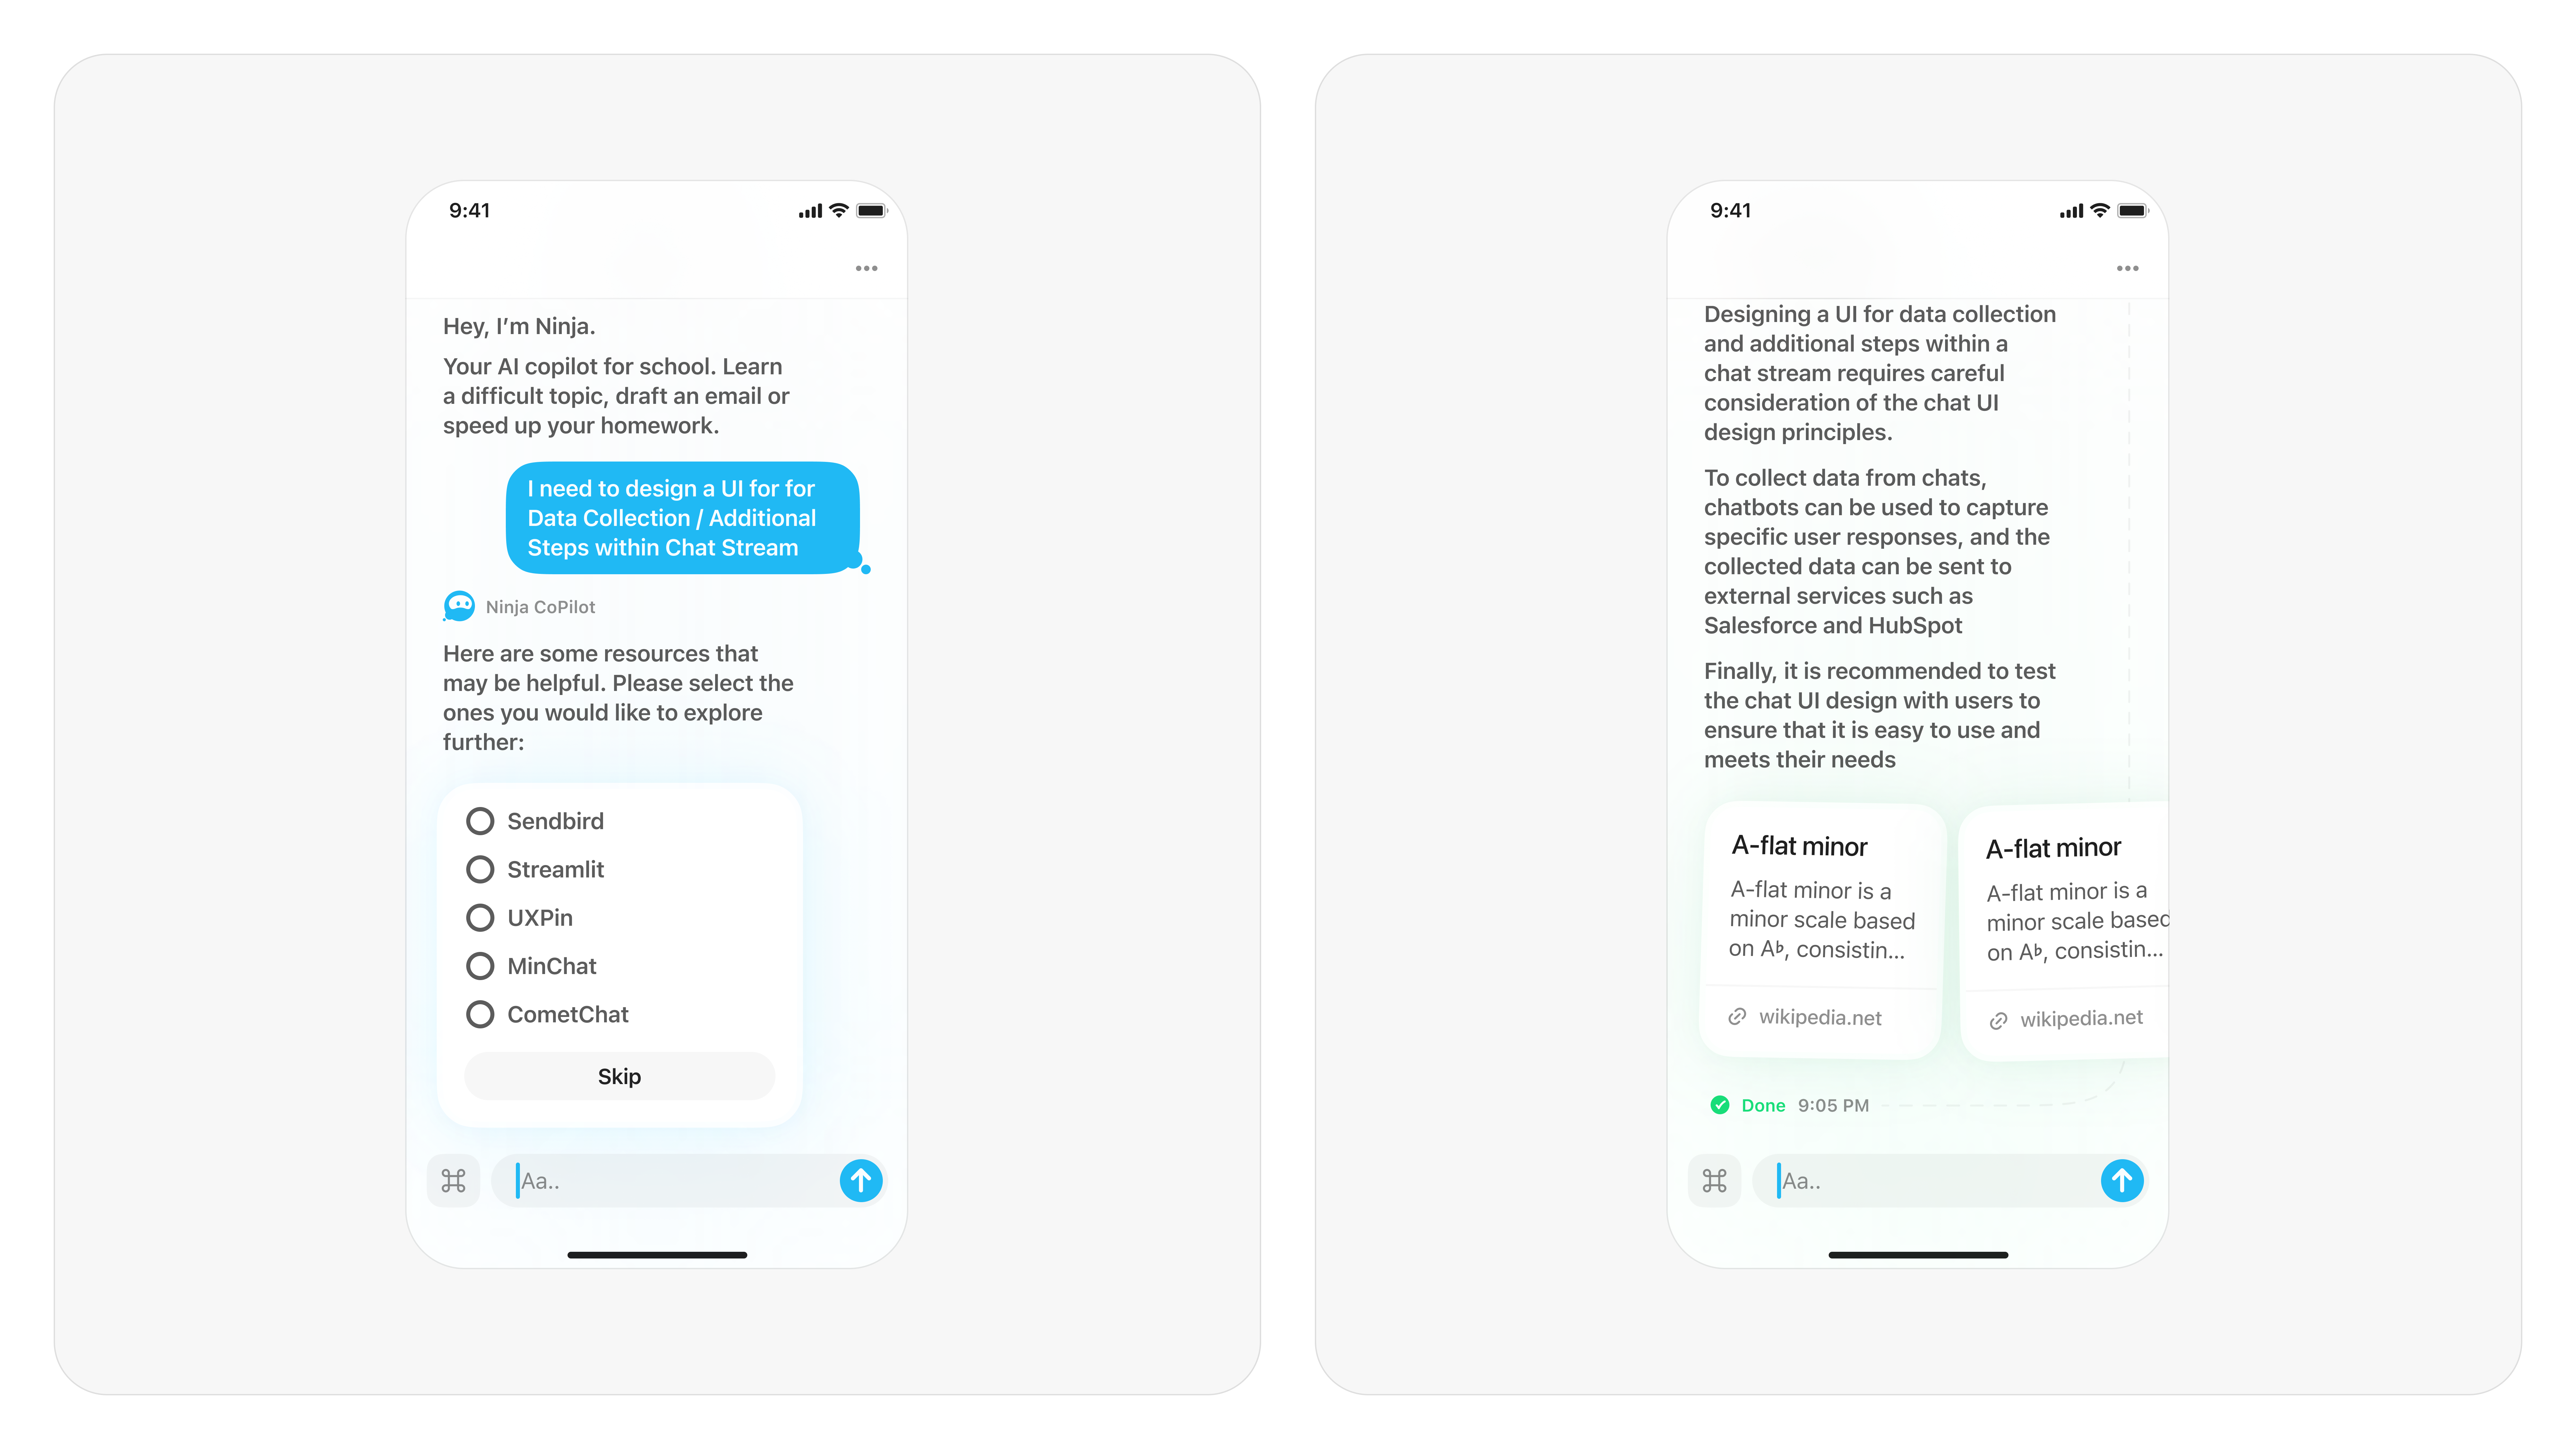 9:41
Hey, I’m Ninja.
Your AI copilot for school. Learn
a difficult topic, draft an email or
speed up your homework.
I need to design a UI for for
Data Collection / Additional
Steps within Chat Stream
Ninja CoPilot
Here are some resources that
may be helpful. Please select the
ones you would like to explore
further:
Sendbird
Streamlit
UXPin
MinChat
CometChat
Skip
Aa..
9:41
Designing a UI for data collection
and additional steps within a
chat stream requires careful
consideration of the chat UI
design principles.
To collect data from chats,
chatbots can be used to capture
specific user responses, and the
collected data can be sent to
external services such as
Salesforce and HubSpot
Finally, it is recommended to test
the chat UI design with users to
ensure that it is easy to use and
meets their needs
A-flat minor
A-flat minor is a
minor scale based
on A♭, consistin...
wikipedia.net
A-flat minor
A-flat minor is a
minor scale based
on A♭, consistin...
wikipedia.net
Done 9:05 PM
Aa..